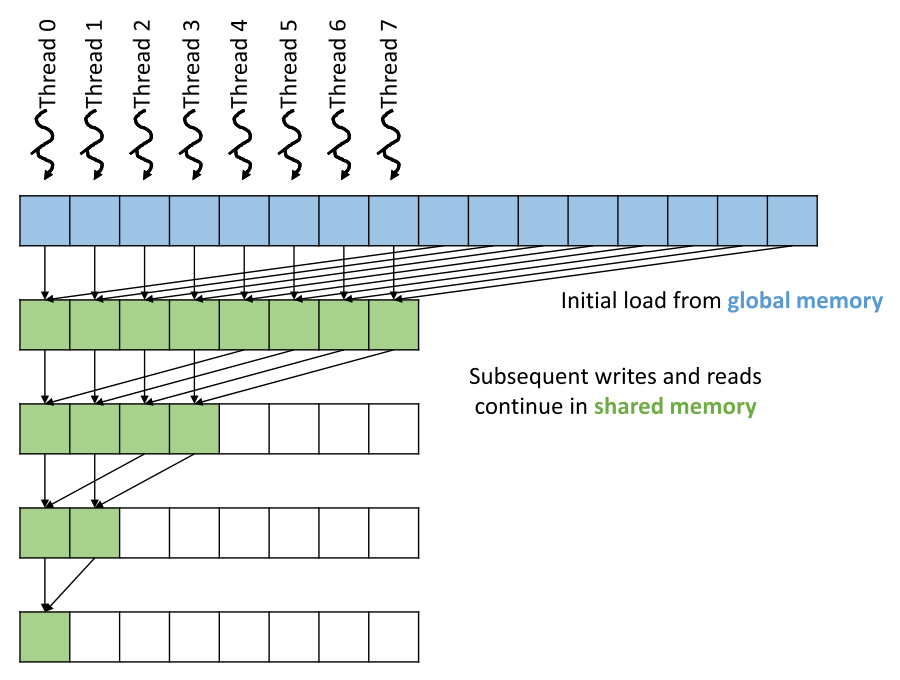 Thread 0
Thread 1
Thread 2
Thread 3
Thread 4
Thread 5
Thread 6
Thread 7
Initial load from global memory
Subsequent writes and reads
continue in shared memory